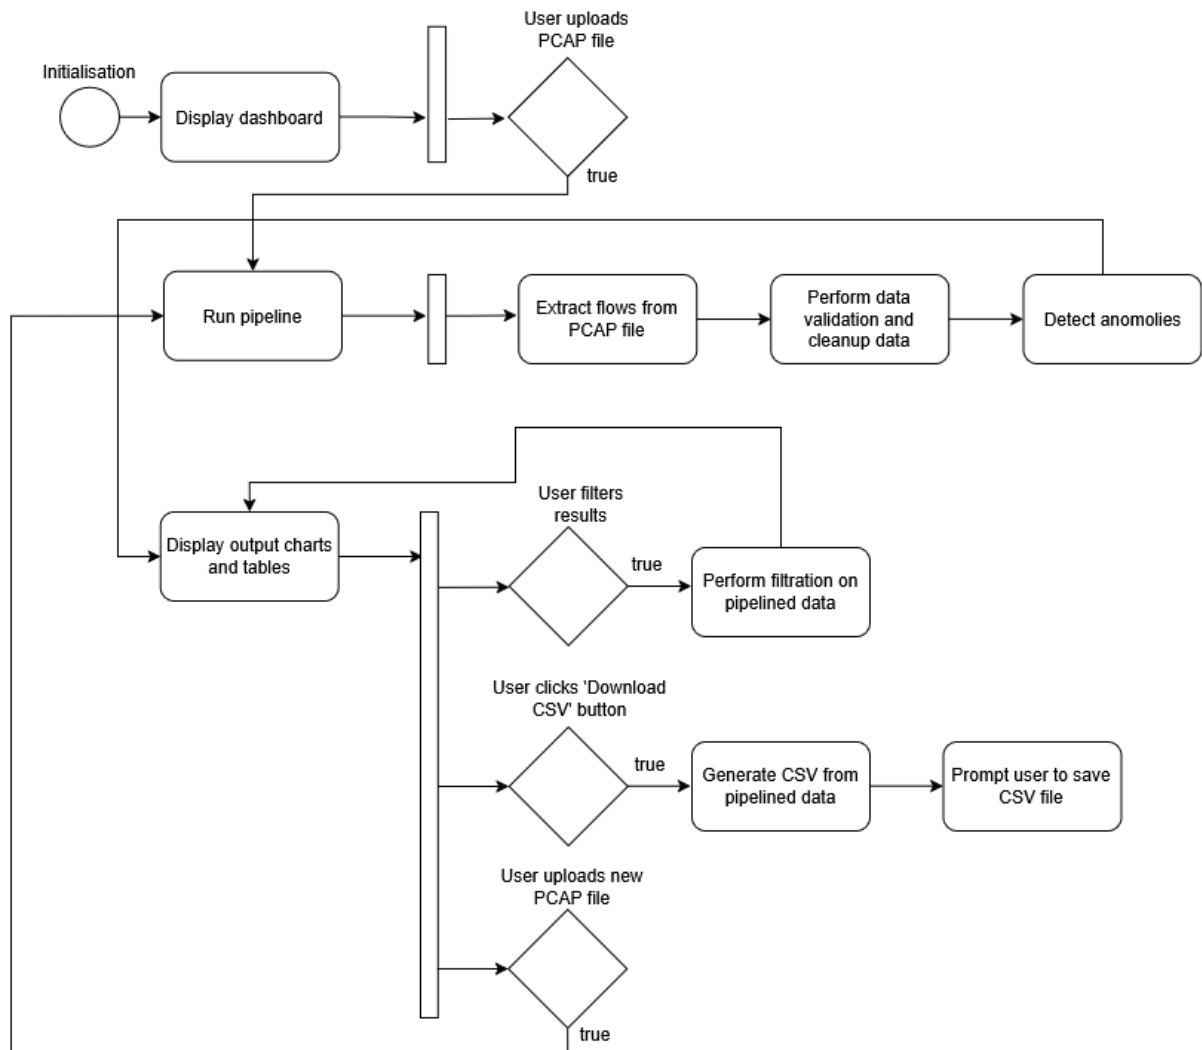 User uploads
PCAP file
Initialisation
Display dashboard
true
Run pipeline
Extract flows from
PCAP file
Perform data
validation and
cleanup data
Detect anomolies
Display output charts
and tables
User filters
results
true
Perform filtration on
pipelined data
User clicks 'Download
CSV' button
true
Generate CSV from
pipelined data
Prompt user to save
CSV file
User uploads new
PCAP file
true